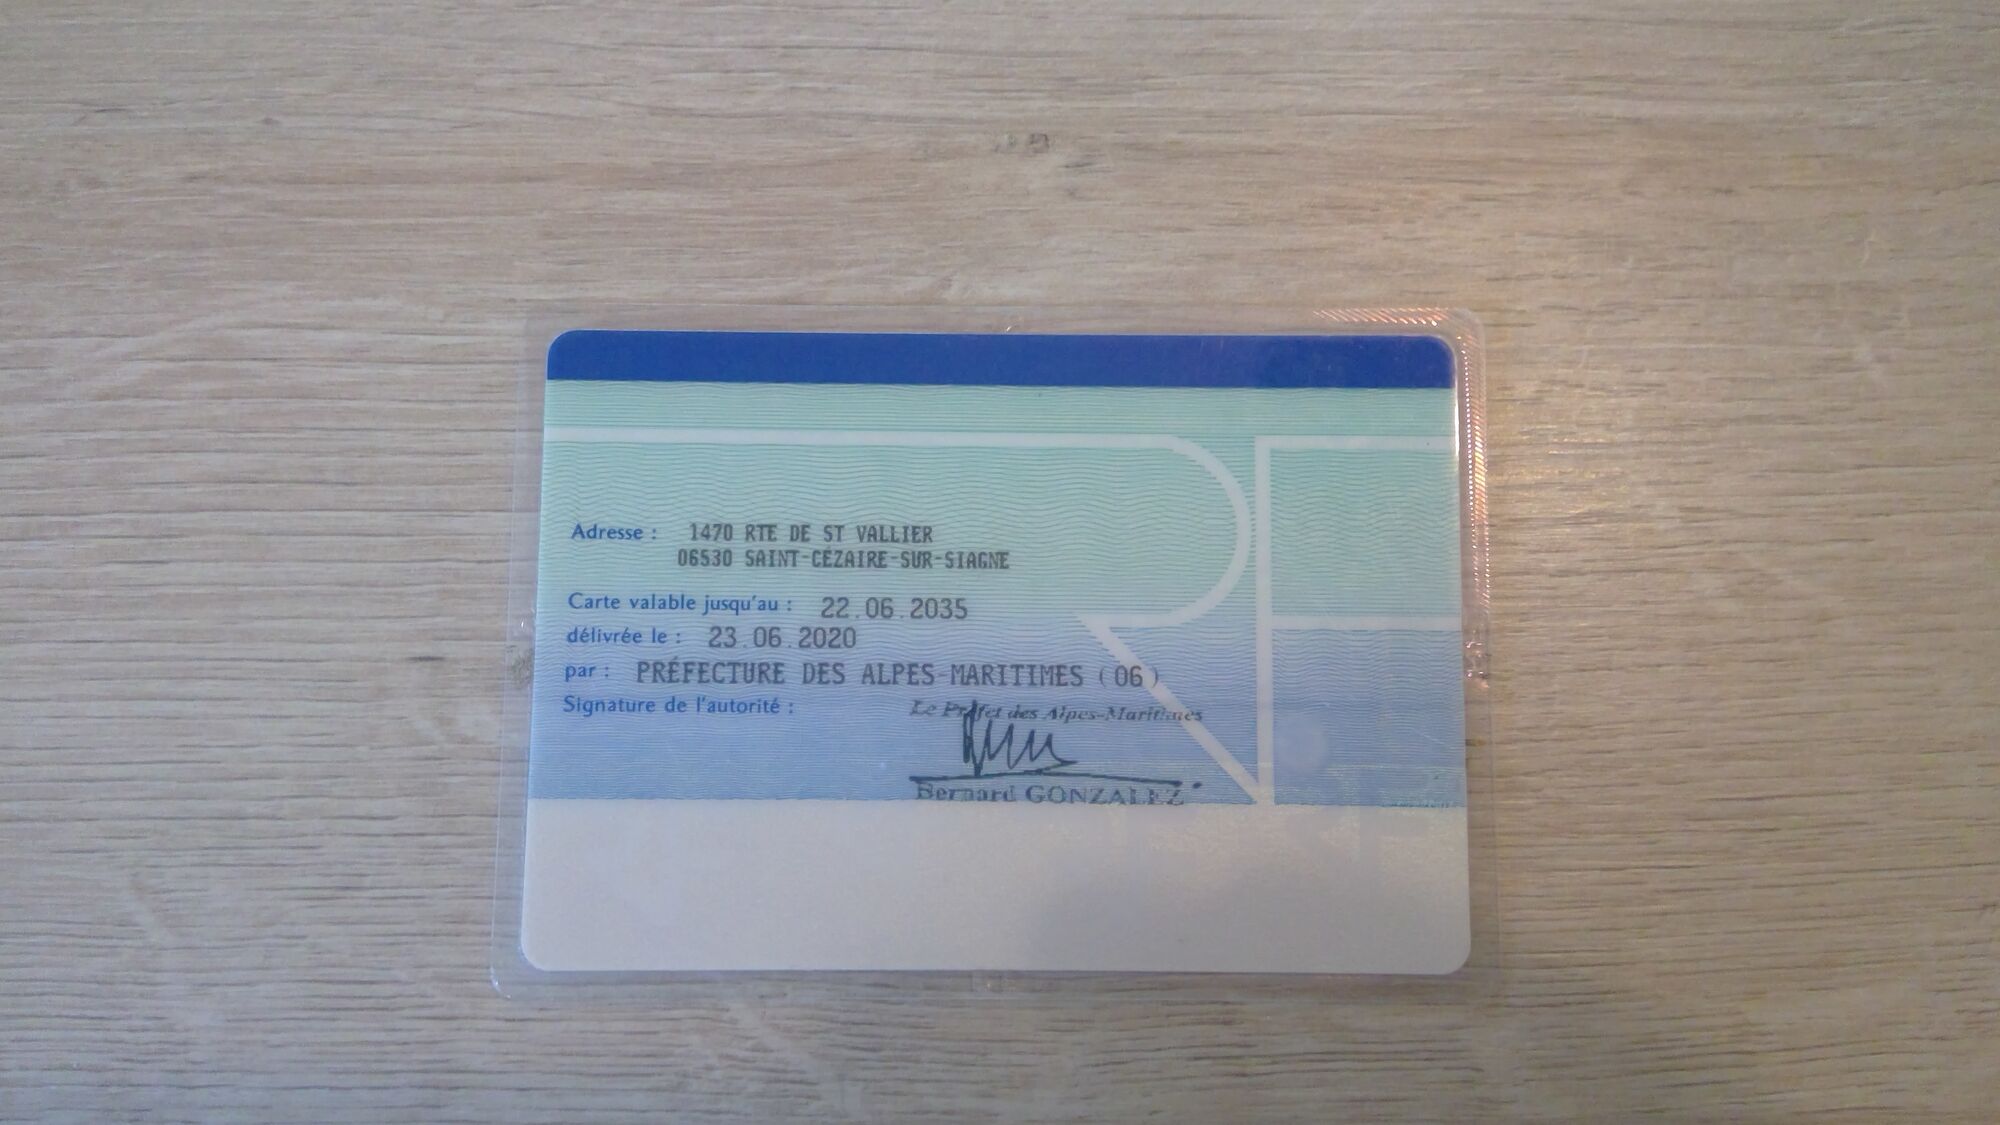 Adresse : 1470 RTE DE ST VALLIER
06530 SAINT-CÉZAIRE-SUR-SIAGNE
Carte valable jusqu'au : 22.06.2035
délivrée le : 23.06.2020
par : PRÉFECTURE DES ALPES-MARITIMES (06)
Signature de l'autorité :
Le Préfet des Alpes-Maritimes
Bernard GONZALEZ
RF